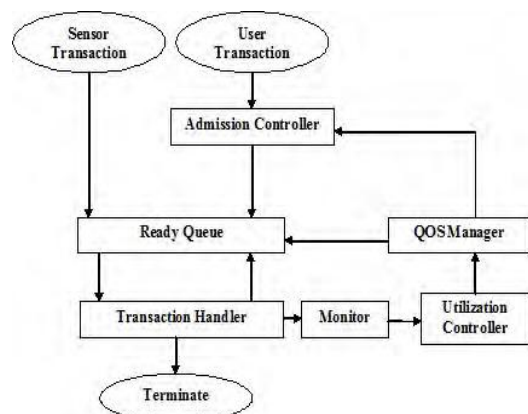 Sensor
Transaction
User
Transaction
Admission Controller
Ready Queue
QOSManager
Transaction Handler
Monitor
Utilization
Controller
Terminate